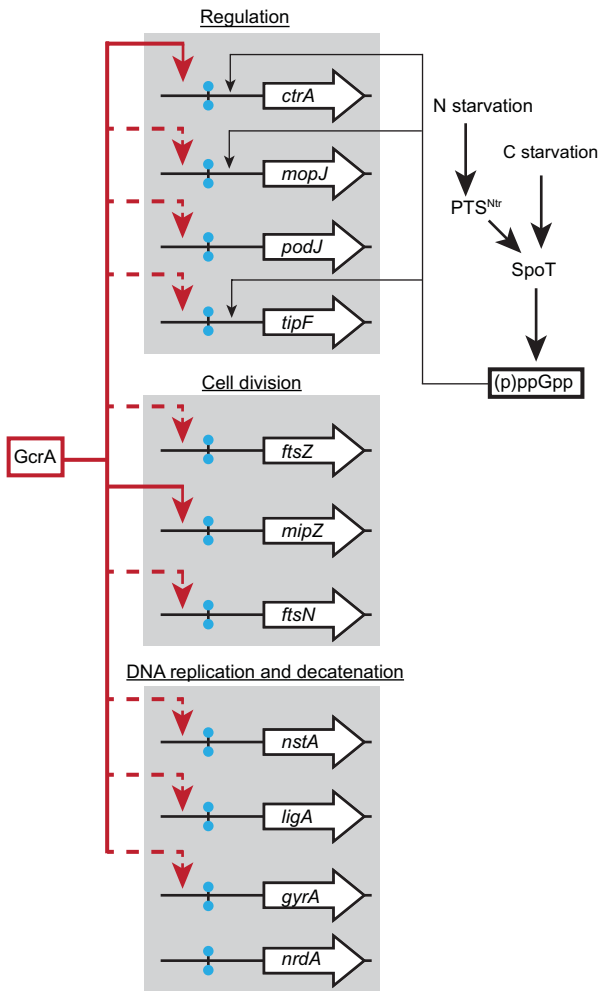 Regulation
ctrA
N starvation
C starvation
mopJ
PTSᴺᵗʳ
podJ
SpoT
tipF
(p)ppGpp
Cell division
ftsZ
GcrA
mipZ
ftsN
DNA replication and decatenation
nstA
ligA
gyrA
nrdA